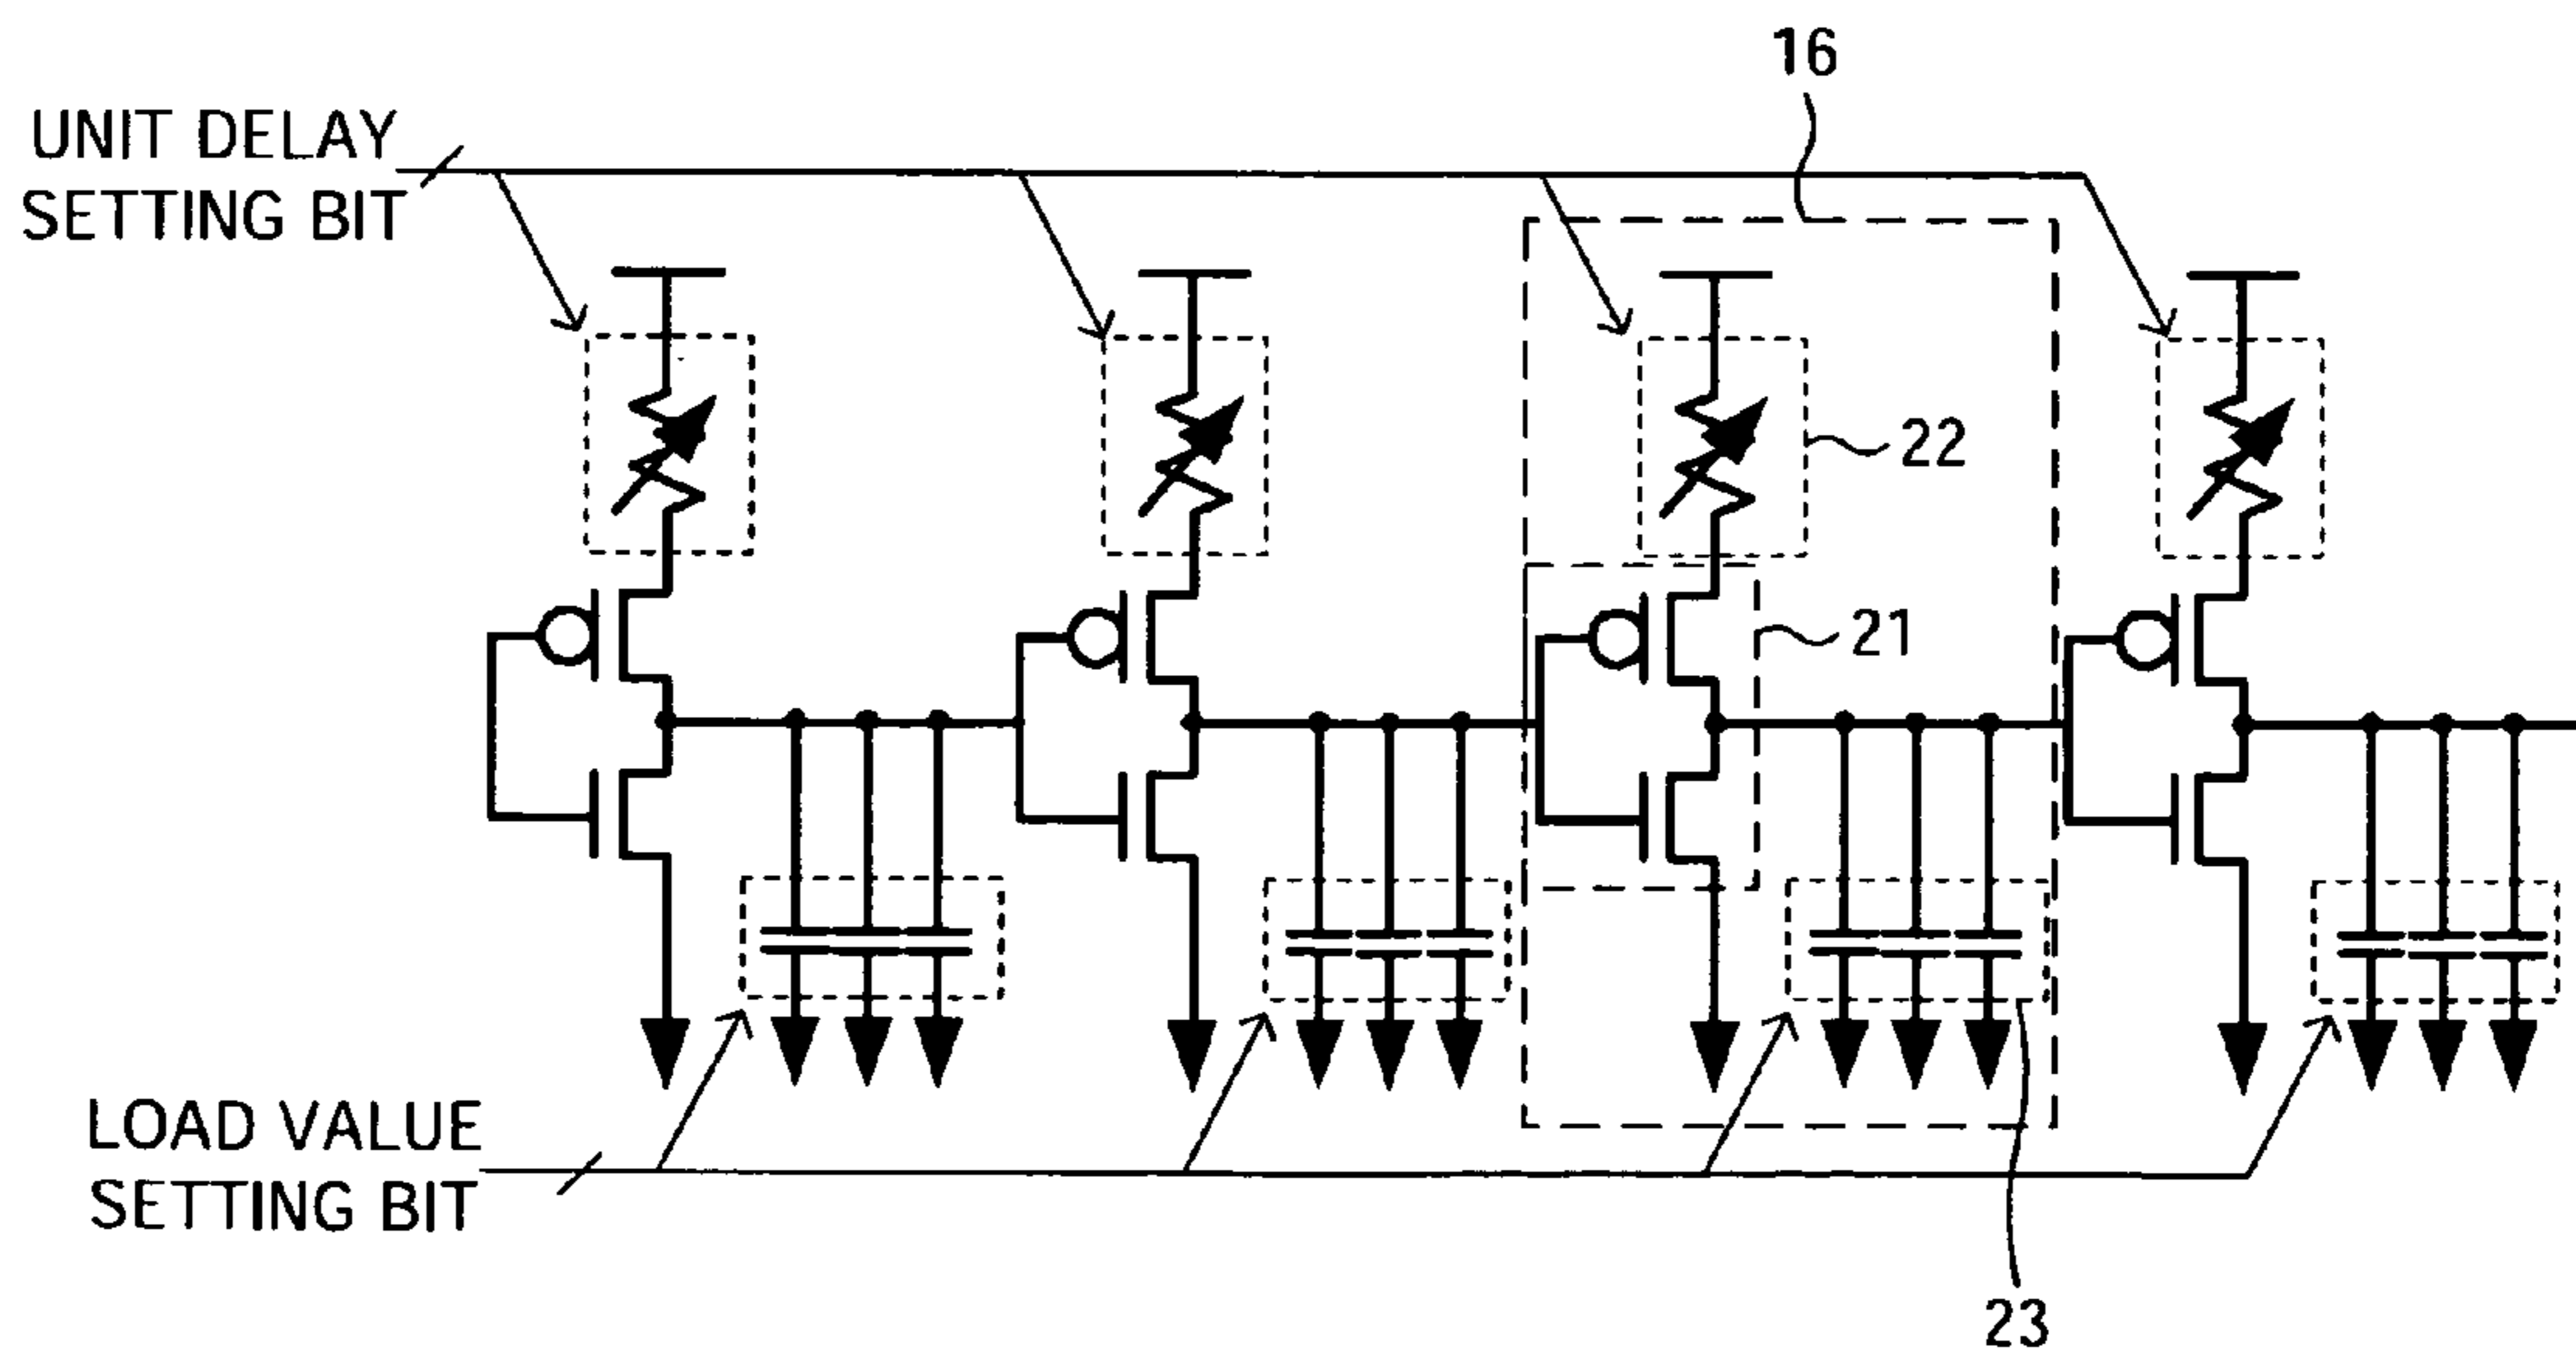 16
UNIT DELAY
SETTING BIT
22
21
LOAD VALUE
SETTING BIT
23